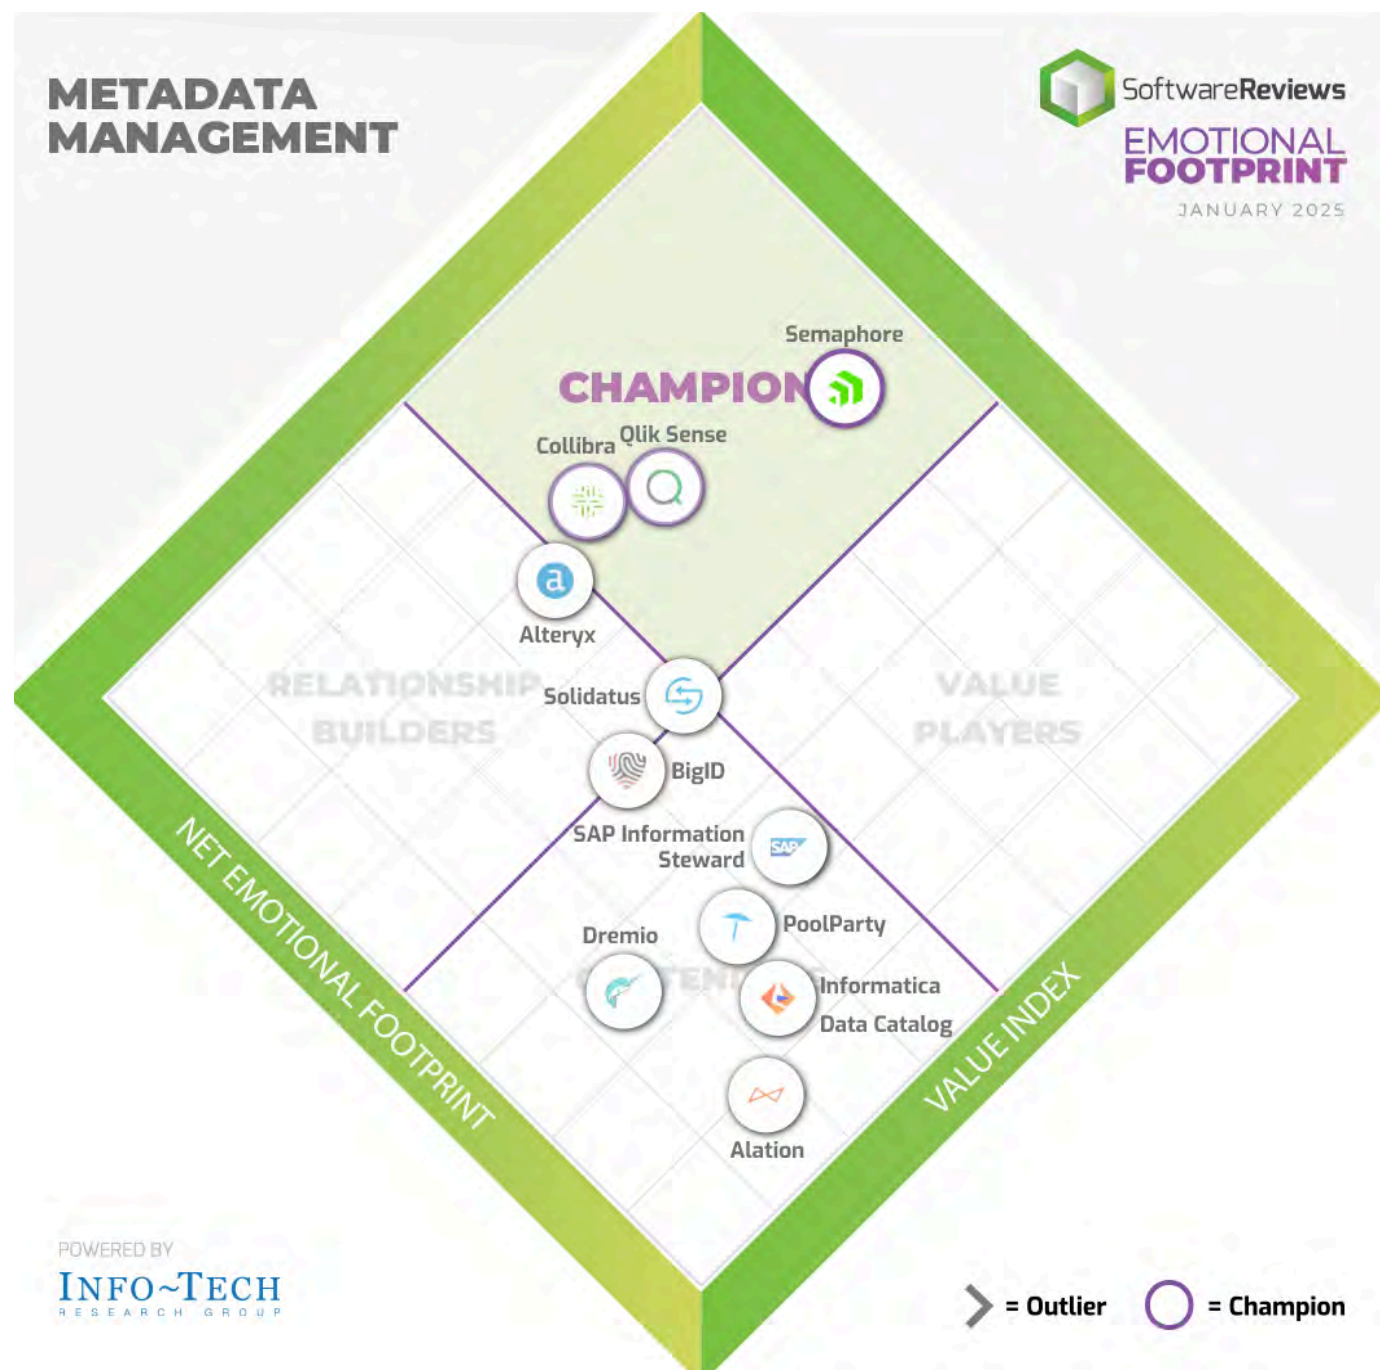 METADATA
MANAGEMENT
SoftwareReviews
EMOTIONAL
FOOTPRINT
JANUARY 2025
Semaphore
CHAMPION
Qlik Sense
Collibra
a
Alteryx
RELATIONSHIP
BUILDERS
Solidatus
VALUE
PLAYERS
BigID
SAP Information
Steward
SAP
PoolParty
Dremio
Informatica
Data Catalog
Alation
NET EMOTIONAL FOOTPRINT
VALUE INDEX
POWERED BY
INFO~TECH
RESEARCH GROUP
= Outlier
= Champion